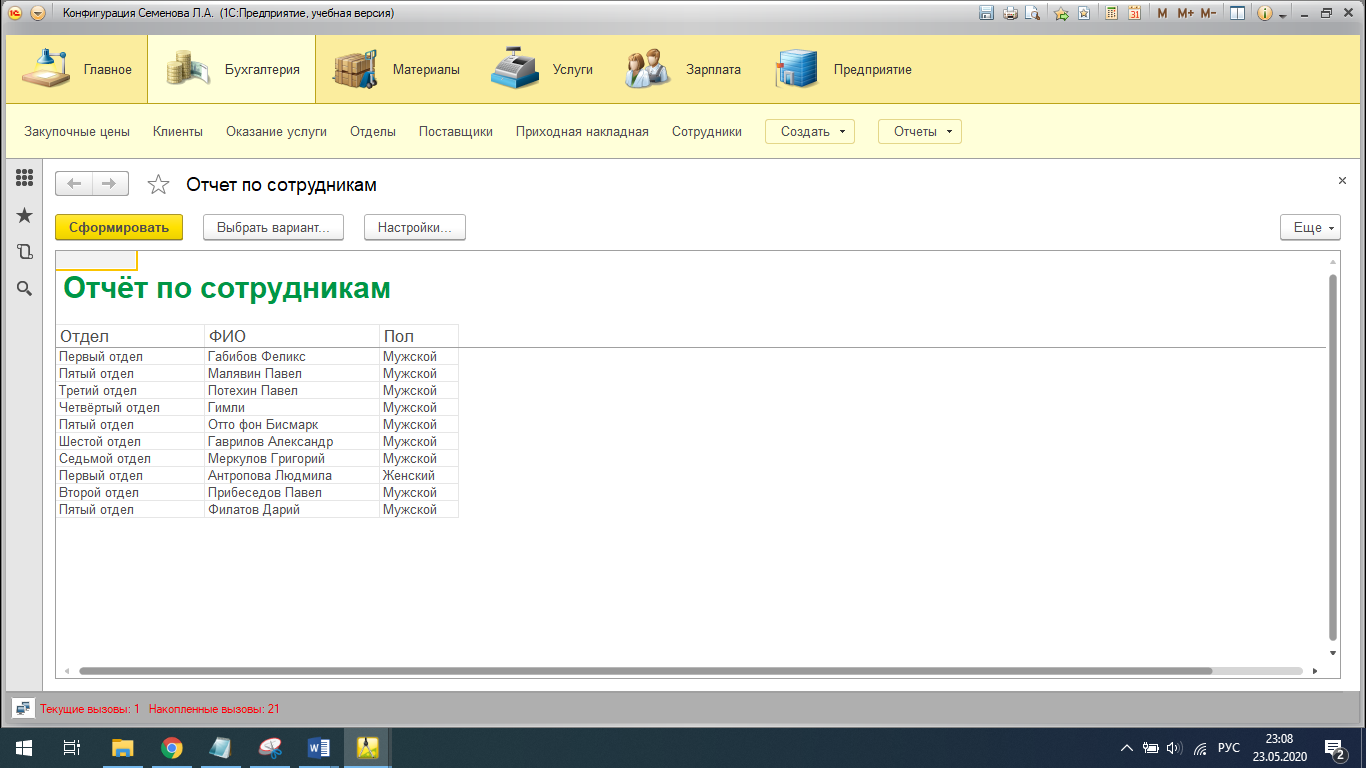 Конфигурация Семенова Л.А. (1С:Предприятие, учебная версия)
M M+ M-
Главное Бухгалтерия Материалы Услуги Зарплата Предприятие
Закупочные цены Клиенты Оказание услуги Отделы Поставщики Приходная накладная Сотрудники Создать Отчеты
Отчет по сотрудникам
Сформировать Выбрать вариант... Настройки... Еще
Отчёт по сотрудникам
Отдел ФИО Пол
Первый отдел Габибов Феликс Мужской
Пятый отдел Малявин Павел Мужской
Третий отдел Потехин Павел Мужской
Четвёртый отдел Гимли Мужской
Пятый отдел Отто фон Бисмарк Мужской
Шестой отдел Гаврилов Александр Мужской
Седьмой отдел Меркулов Григорий Мужской
Первый отдел Антропова Людмила Женский
Второй отдел Прибеседов Павел Мужской
Пятый отдел Филатов Дарий Мужской
Текущие вызовы: 1 Накопленные вызовы: 21
РУС
23:08
23.05.2020
2